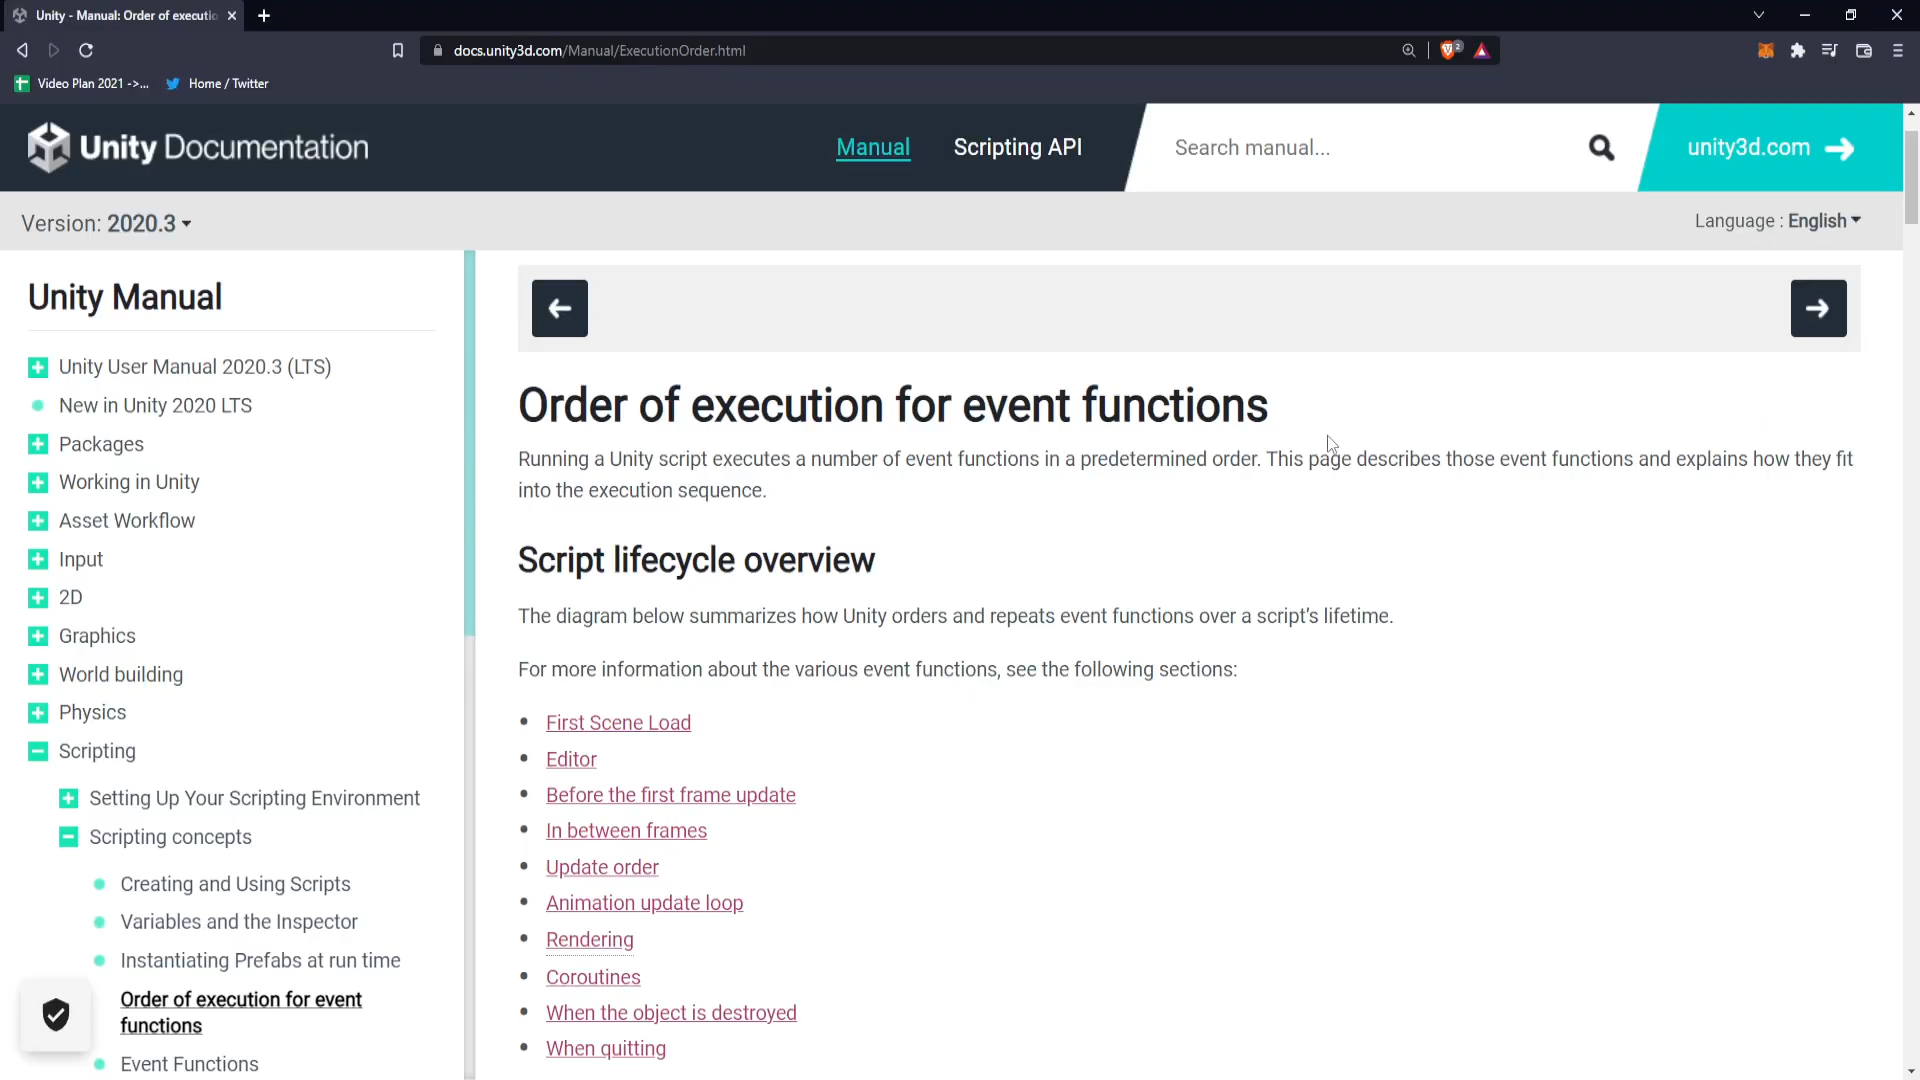 Unity - Manual: Order of executio
docs.unity3d.com/Manual/ExecutionOrder.html
2
Video Plan 2021 ->...
Home / Twitter
Unity Documentation
Manual
Scripting API
Search manual...
unity3d.com
Version: 2020.3
Language : English
Unity Manual
Unity User Manual 2020.3 (LTS)
New in Unity 2020 LTS
Packages
Working in Unity
Asset Workflow
Input
2D
Graphics
World building
Physics
Scripting
Setting Up Your Scripting Environment
Scripting concepts
Creating and Using Scripts
Variables and the Inspector
Instantiating Prefabs at run time
Order of execution for event
functions
Event Functions
Order of execution for event functions
Running a Unity script executes a number of event functions in a predetermined order. This page describes those event functions and explains how they fit
into the execution sequence.
Script lifecycle overview
The diagram below summarizes how Unity orders and repeats event functions over a script's lifetime.
For more information about the various event functions, see the following sections:
First Scene Load
Editor
Before the first frame update
In between frames
Update order
Animation update loop
Rendering
Coroutines
When the object is destroyed
When quitting